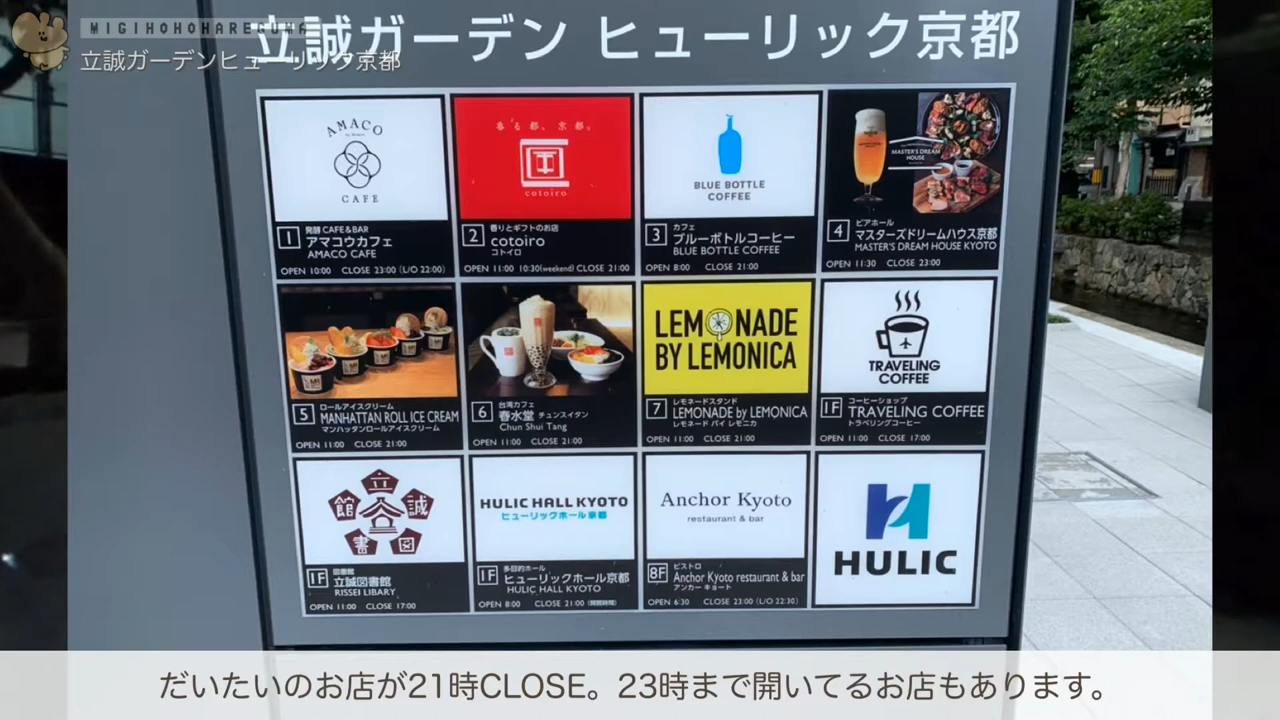 MIGIHOHOHAREGUMA
立誠ガーデンヒューリック京都
立誠ガーデン ヒューリック京都
AMACO
CAFE
1
発酵 CAFE&BAR
アマコウカフェ
AMACO CAFE
OPEN 10:00 CLOSE 23:00 (L/O 22:00)
香る都、京都。
cotoiro
2
香りとギフトのお店
cotoiro
コトイロ
OPEN 11:00 10:30(weekend) CLOSE 21:00
BLUE BOTTLE
COFFEE
3
カフェ
ブルーボトルコーヒー
BLUE BOTTLE COFFEE
OPEN 8:00 CLOSE 21:00
MASTER'S DREAM
HOUSE
4
ビアホール
マスターズドリームハウス京都
MASTER'S DREAM HOUSE KYOTO
OPEN 11:30 CLOSE 23:00
5
ロールアイスクリーム
MANHATTAN ROLL ICE CREAM
マンハッタンロールアイスクリーム
OPEN 11:00 CLOSE 21:00
6
台湾カフェ
春水堂 チュンスイタン
Chun Shui Tang
OPEN 11:00 CLOSE 21:00
LEMONADE
BY LEMONICA
7
レモネードスタンド
LEMONADE by LEMONICA
レモネード バイ レモニカ
OPEN 11:00 CLOSE 21:00
TRAVELING
COFFEE
1F
コーヒーショップ
TRAVELING COFFEE
トラベリングコーヒー
OPEN 11:00 CLOSE 17:00
立誠図書館
1F
図書館
立誠図書館
RISSEI LIBARY
OPEN 11:00 CLOSE 17:00
HULIC HALL KYOTO
ヒューリックホール京都
1F
多目的ホール
ヒューリックホール京都
HULIC HALL KYOTO
OPEN 8:00 CLOSE 21:00
Anchor Kyoto
restaurant & bar
8F
ビストロ
Anchor Kyoto restaurant & bar
アンカー キョート
OPEN 6:30 CLOSE 23:00 (L/O 22:30)
HULIC
だいたいのお店が21時CLOSE。23時まで開いてるお店もあります。